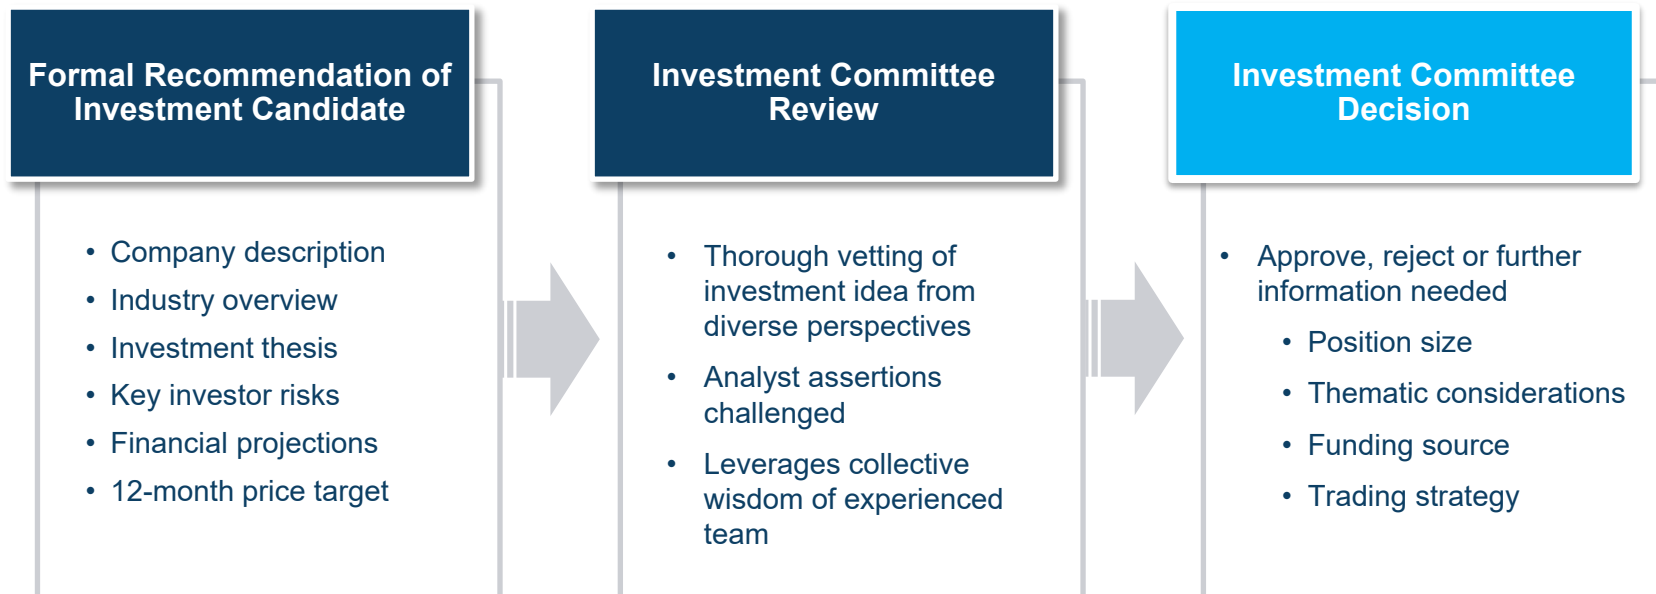 Formal Recommendation of
Investment Candidate
• Company description
• Industry overview
• Investment thesis
• Key investor risks
• Financial projections
• 12-month price target
Investment Committee
Review
• Thorough vetting of
investment idea from
diverse perspectives
• Analyst assertions
challenged
• Leverages collective
wisdom of experienced
team
Investment Committee
Decision
• Approve, reject or further
information needed
• Position size
• Thematic considerations
• Funding source
• Trading strategy